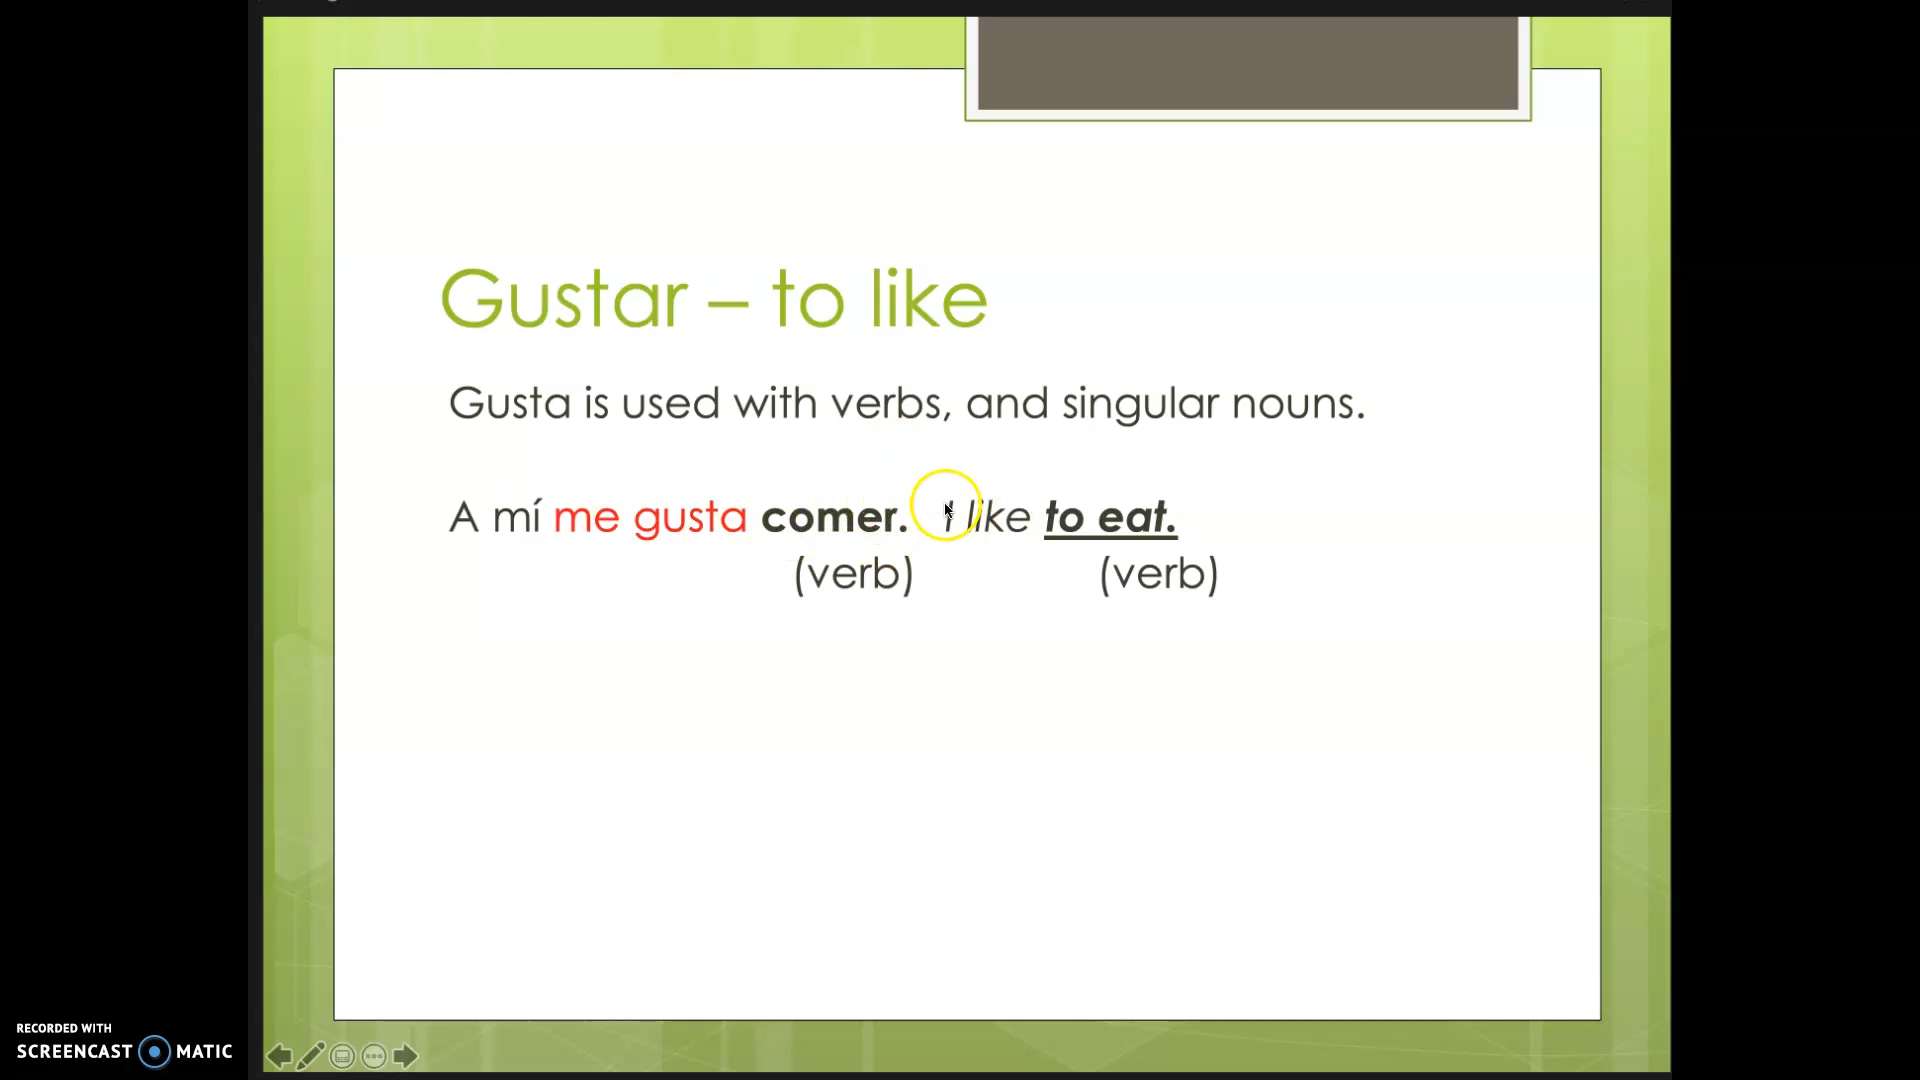 Gustar – to like
Gusta is used with verbs, and singular nouns.
A mí me gusta comer. I like to eat.
(verb) (verb)
RECORDED WITH
SCREENCAST MATIC